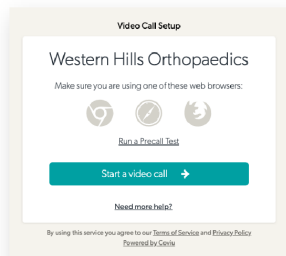 Video Call Setup
Western Hills Orthopaedics
Make sure you are using one of these web browsers:
Run a Precall Test
Start a video call
Need more help?
By using this service you agree to our Terms of Service and Privacy Policy
Powered by Coviu